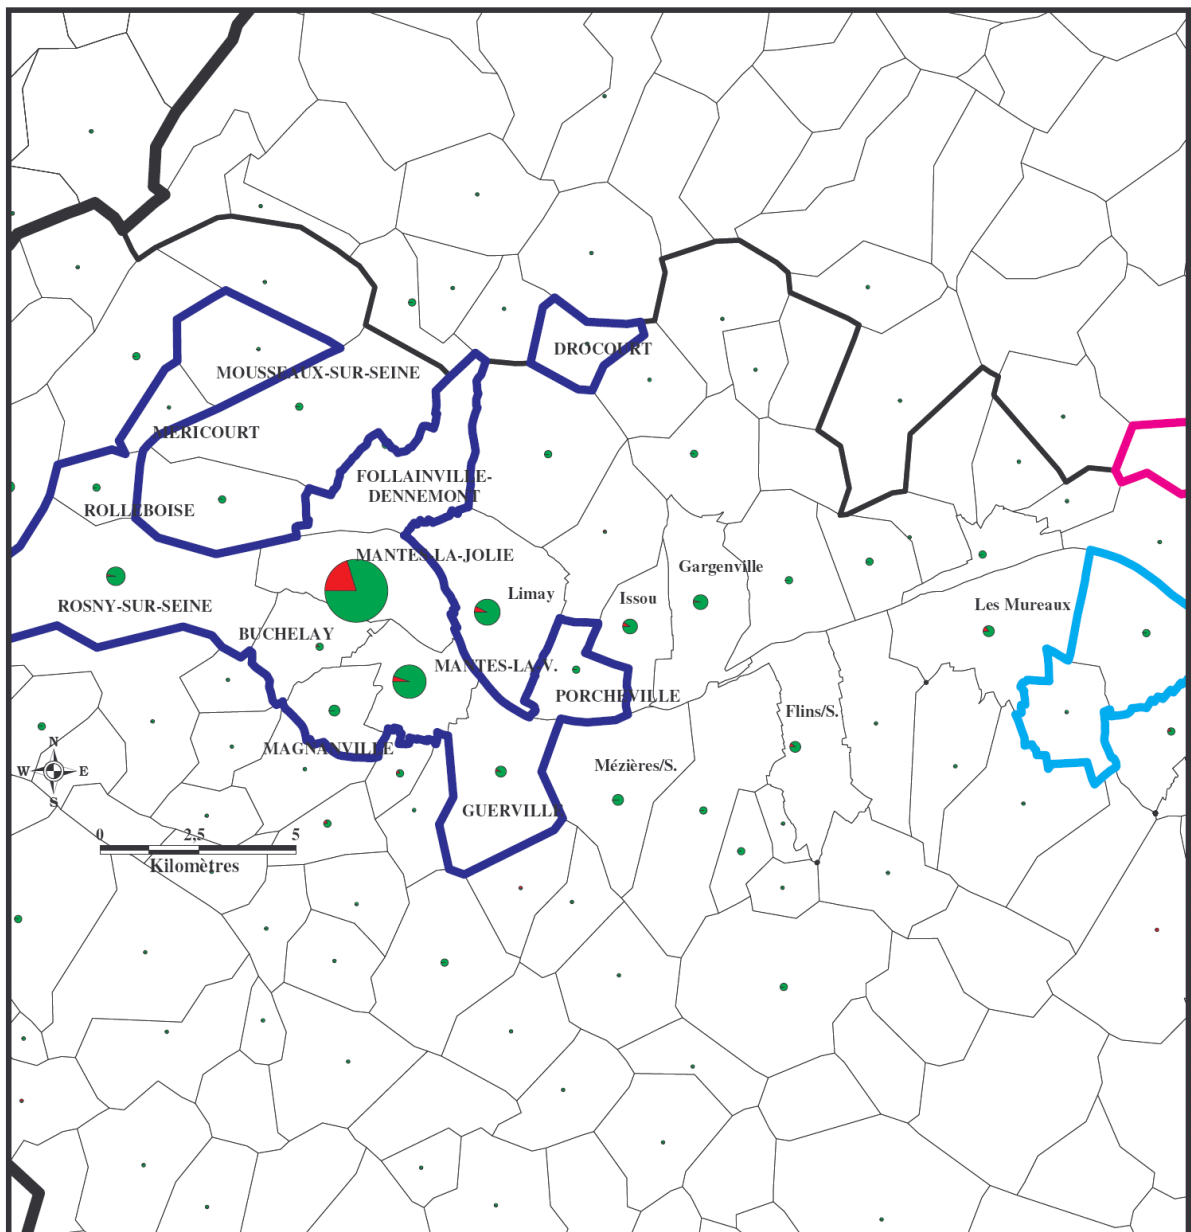 DROCOURT
MOUSSEAUX-SUR-SEINE
MÉRICOURT
FOLLAINVILLE-
DENNEMONT
ROLLEBOISE
MANTES-LA-JOLIE
Gargenville
Limay
Issou
ROSNY-SUR-SEINE
Les Mureaux
BUCHELAY
MANTES-LA-V.
PORCHEVILLE
Flins/S.
MAGNANVILLE
Mézières/S.
N
W E
S
GUERVILLE
0 2,5 5
Kilomètres